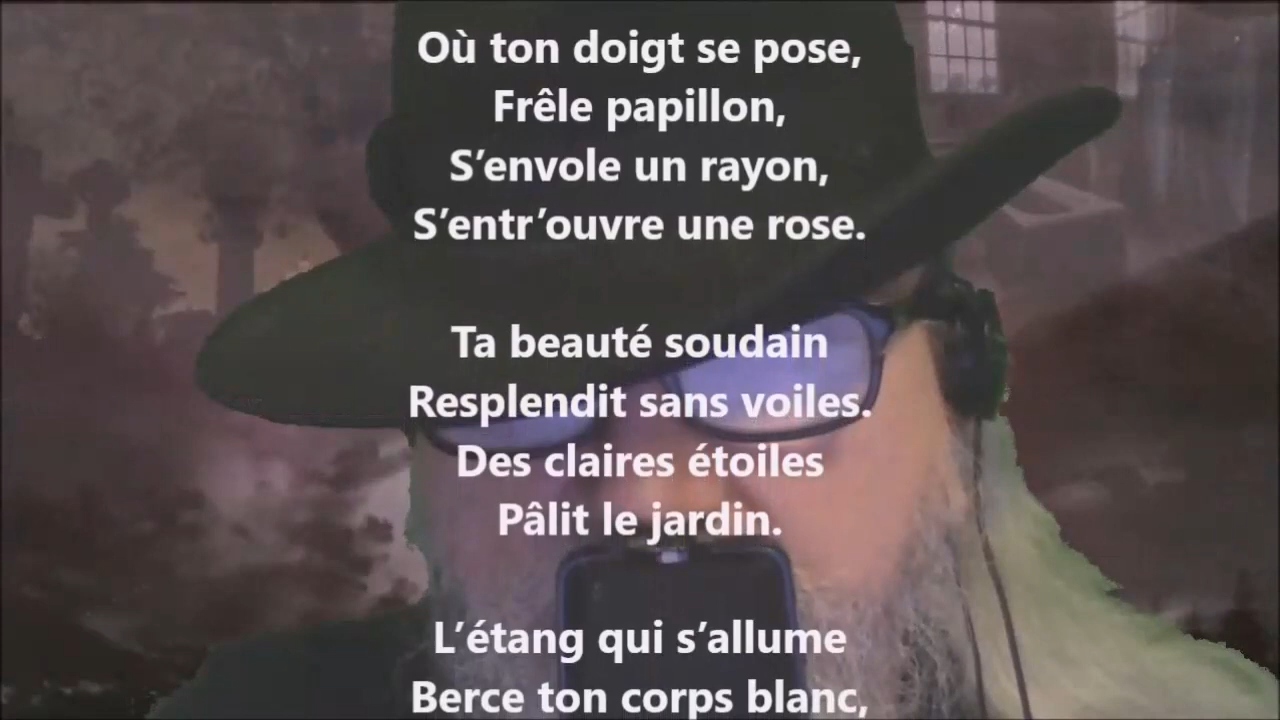 Où ton doigt se pose,
Frêle papillon,
S’envole un rayon,
S’entr’ouvre une rose.
Ta beauté soudain
Resplendit sans voiles.
Des claires étoiles
Pâlit le jardin.
L’étang qui s’allume
Berce ton corps blanc,